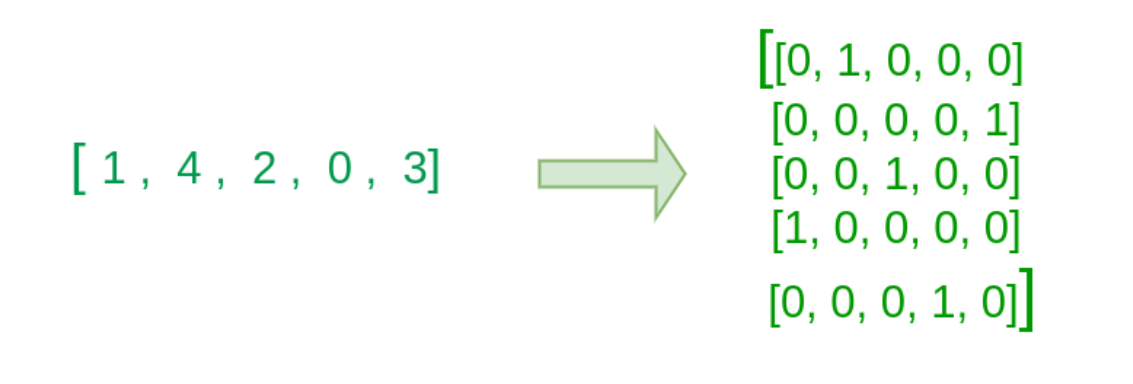 [ 1 , 4 , 2 , 0 , 3]
[[0, 1, 0, 0, 0]
[0, 0, 0, 0, 1]
[0, 0, 1, 0, 0]
[1, 0, 0, 0, 0]
[0, 0, 0, 1, 0]]